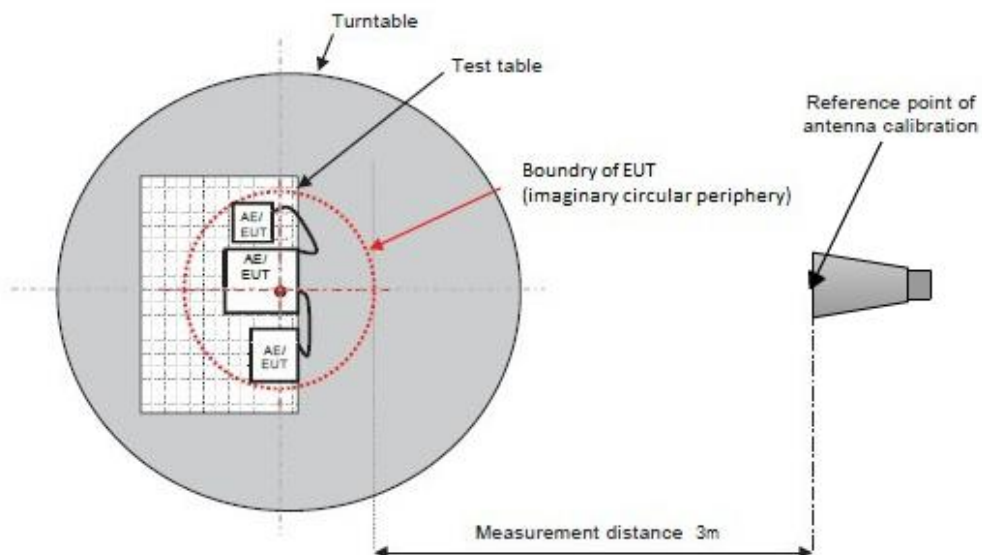 Turntable
Test table
Reference point of
antenna calibration
Boundry of EUT
(imaginary circular periphery)
AE/
EUT
AE/
EUT
AE/
EUT
Measurement distance 3m